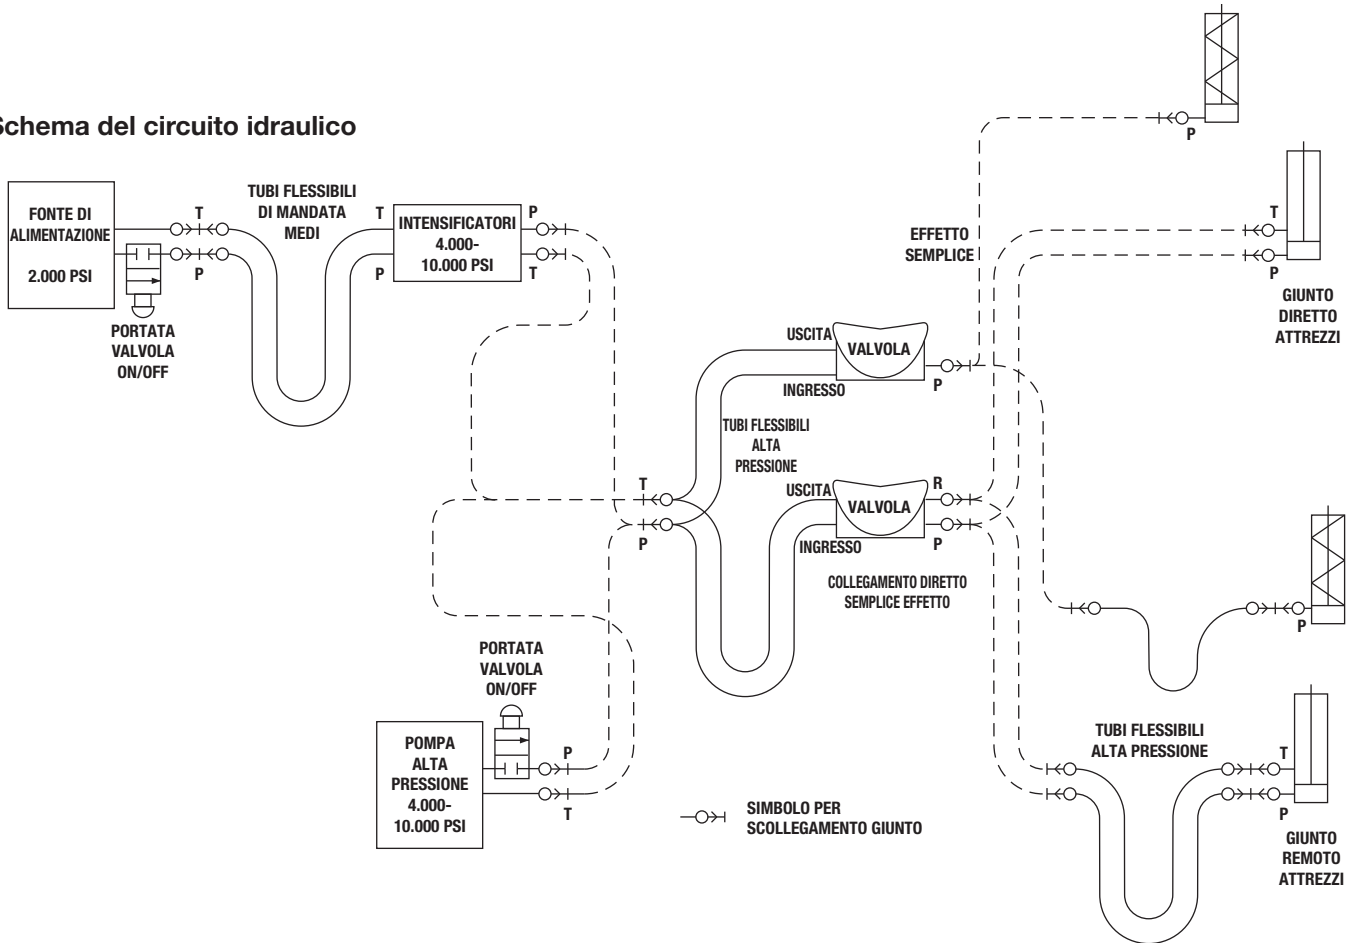 Schema del circuito idraulico
FONTE DI
ALIMENTAZIONE
2.000 PSI
PORTATA
VALVOLA
ON/OFF
T
P
TUBI FLESSIBILI
DI MANDATA
MEDI
T
P
INTENSIFICATORI
4.000-
10.000 PSI
P
T
EFFETTO
SEMPLICE
P
T
P
GIUNTO
DIRETTO
ATTREZZI
USCITA
VALVOLA
INGRESSO
P
TUBI FLESSIBILI
ALTA
PRESSIONE
T
P
USCITA
VALVOLA
INGRESSO
R
P
COLLEGAMENTO DIRETTO
SEMPLICE EFFETTO
P
PORTATA
VALVOLA
ON/OFF
POMPA
ALTA
PRESSIONE
4.000-
10.000 PSI
P
T
SIMBOLO PER
SCOLLEGAMENTO GIUNTO
TUBI FLESSIBILI
ALTA PRESSIONE
T
P
GIUNTO
REMOTO
ATTREZZI